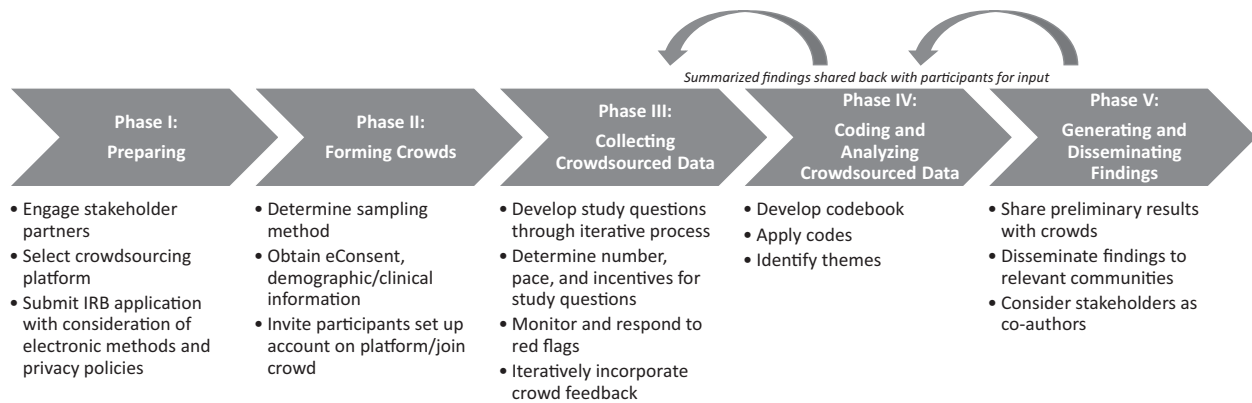 Summarized findings shared back with participants for input
Phase I:
Preparing
• Engage stakeholder
partners
• Select crowdsourcing
platform
• Submit IRB application
with consideration of
electronic methods and
privacy policies
Phase II:
Forming Crowds
• Determine sampling
method
• Obtain eConsent,
demographic/clinical
information
• Invite participants set up
account on platform/join
crowd
Phase III:
Collecting
Crowdsourced Data
• Develop study questions
through iterative process
• Determine number,
pace, and incentives for
study questions
• Monitor and respond to
red flags
• Iteratively incorporate
crowd feedback
Phase IV:
Coding and
Analyzing
Crowdsourced Data
• Develop codebook
• Apply codes
• Identify themes
Phase V:
Generating and
Disseminating
Findings
• Share preliminary results
with crowds
• Disseminate findings to
relevant communities
• Consider stakeholders as
co-authors